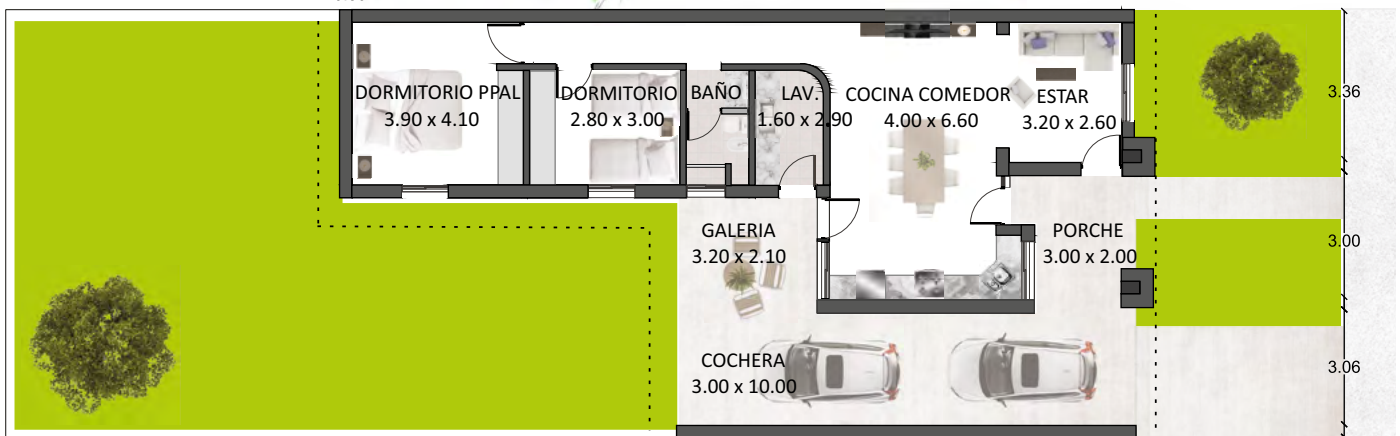 DORMITORIO PPAL
3.90 x 4.10
DORMITORIO
2.80 x 3.00
BAÑO
LAV.
1.60 x 2.90
COCINA COMEDOR
4.00 x 6.60
ESTAR
3.20 x 2.60
3.36
GALERIA
3.20 x 2.10
PORCHE
3.00 x 2.00
3.00
COCHERA
3.00 x 10.00
3.06